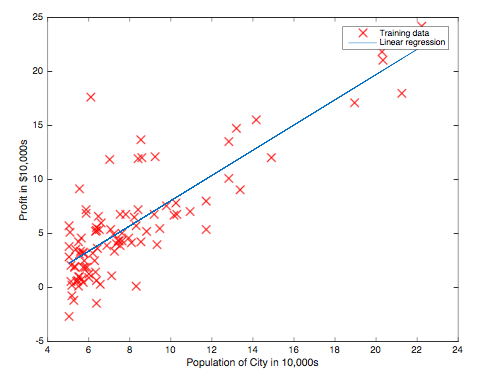 25
20
15
10
5
0
-5
Profit in $10,000s
Training data
Linear regression
4 6 8 10 12 14 16 18 20 22 24
Population of City in 10,000s